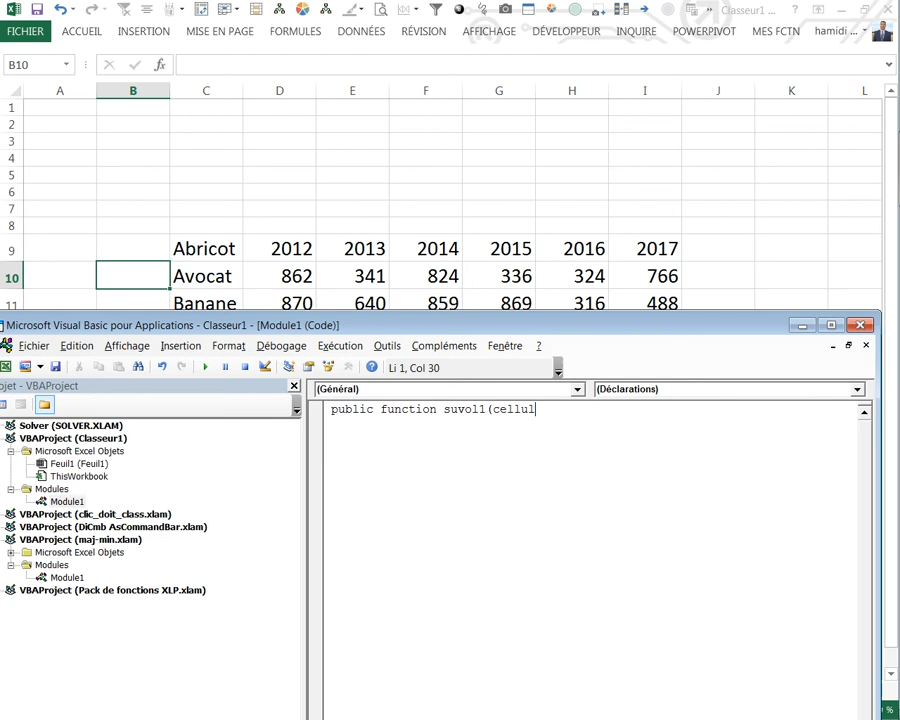 Classeur1 ...
?
FICHIER ACCUEIL INSERTION MISE EN PAGE FORMULES DONNÉES RÉVISION AFFICHAGE DÉVELOPPEUR INQUIRE POWERPIVOT MES FCTN hamidi ...
B10 fx
A B C D E F G H I J K L
1
2
3
4
5
6
7
8
9 Abricot 2012 2013 2014 2015 2016 2017
10 Avocat 862 341 824 336 324 766
11 Banane 870 640 859 869 316 488
Microsoft Visual Basic pour Applications - Classeur1 - [Module1 (Code)]
Fichier Edition Affichage Insertion Format Débogage Exécution Outils Compléments Fenêtre ?
Li 1, Col 30
ojet - VBAProject
(Général) (Déclarations)
public function suvol1(cellul
Solver (SOLVER.XLAM)
VBAProject (Classeur1)
Microsoft Excel Objets
Feuil1 (Feuil1)
ThisWorkbook
Modules
Module1
VBAProject (clic_doit_class.xlam)
VBAProject (DiCmb AsCommandBar.xlam)
VBAProject (maj-min.xlam)
Microsoft Excel Objets
Modules
Module1
VBAProject (Pack de fonctions XLP.xlam)
%